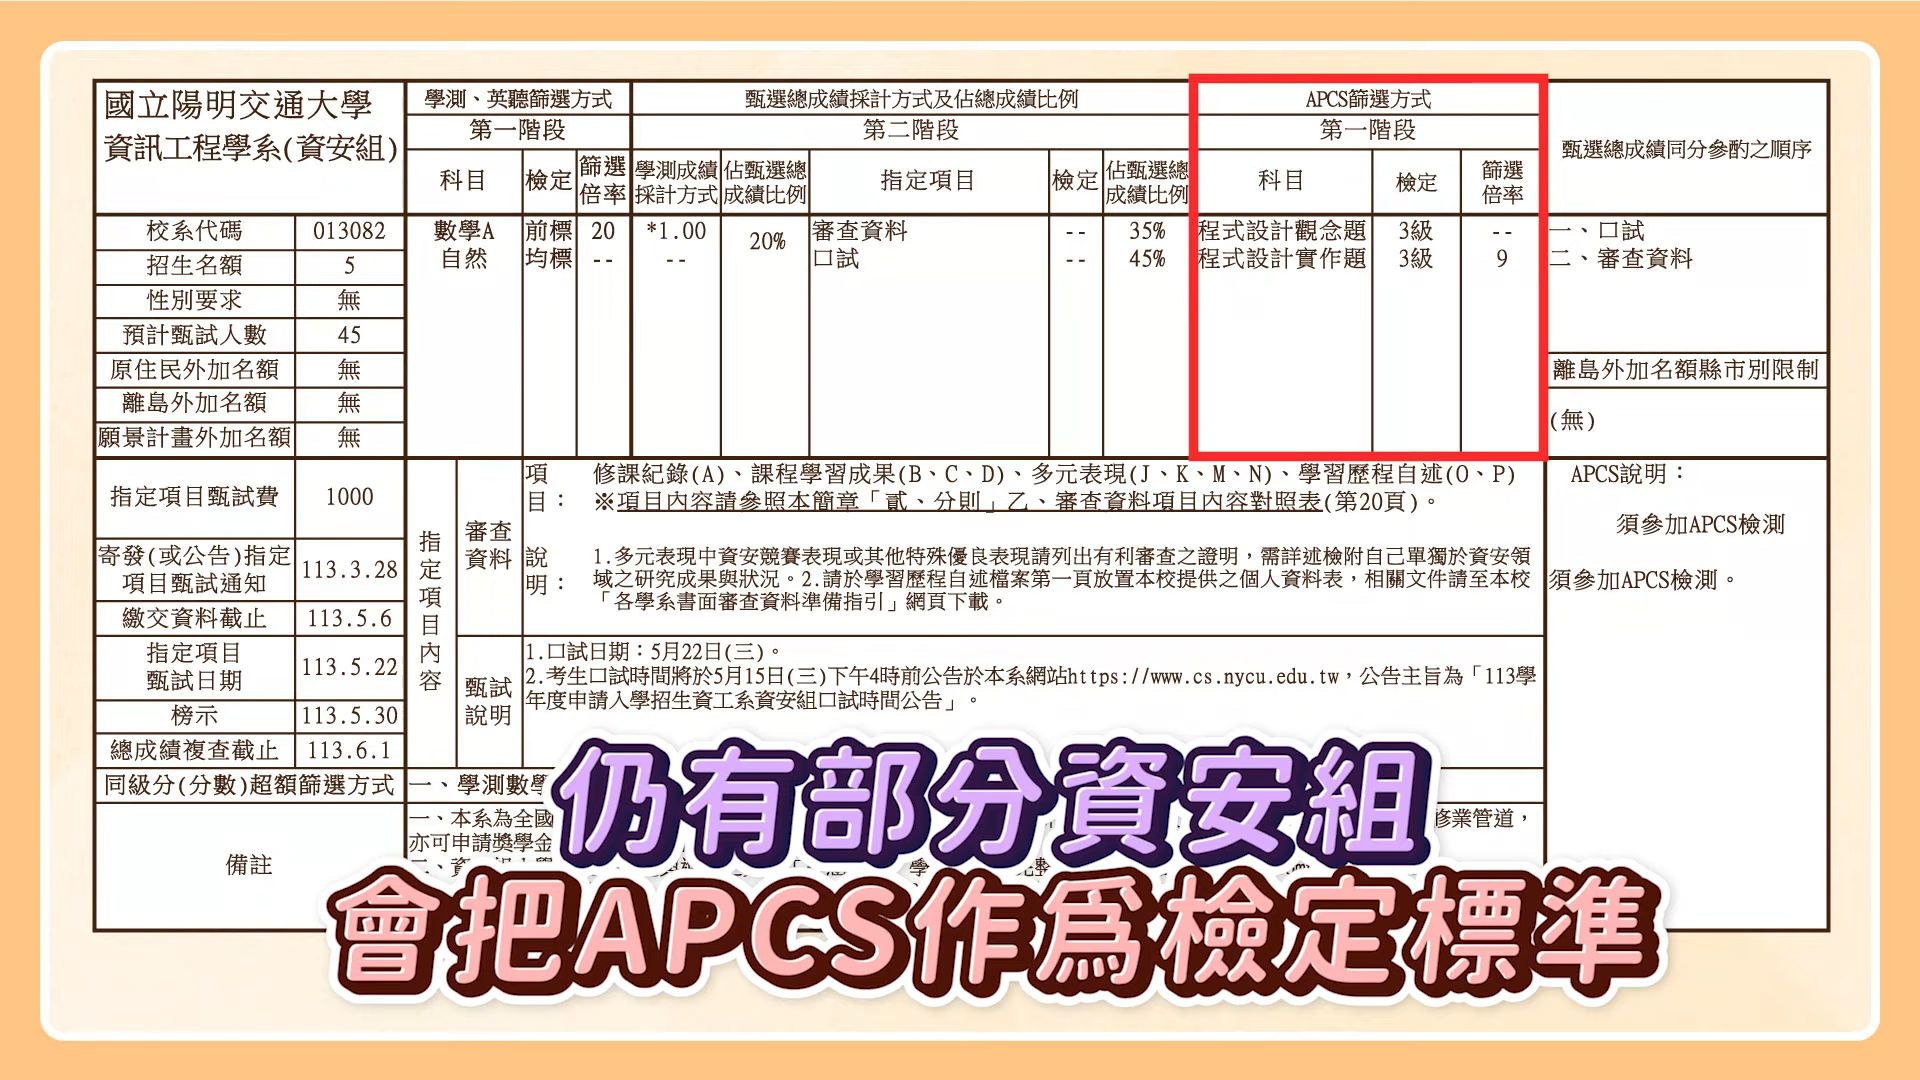 國立陽明交通大學
資訊工程學系(資安組)
學測、英聽篩選方式
甄選總成績採計方式及佔總成績比例
APCS篩選方式
甄選總成績同分參酌之順序
第一階段
第二階段
第一階段
科目
檢定
篩選
倍率
學測成績
採計方式
佔甄選總
成績比例
指定項目
檢定
佔甄選總
成績比例
科目
檢定
篩選
倍率
校系代碼 013082
招生名額 5
性別要求 無
預計甄試人數 45
原住民外加名額 無
離島外加名額 無
願景計畫外加名額 無
數學A 前標 20 *1.00
自然 均標 -- --
20%
審查資料 -- 35%
口試 -- 45%
程式設計觀念題 3級 --
程式設計實作題 3級 9
一、口試
二、審查資料
離島外加名額縣市別限制
(無)
指定項目甄試費 1000
寄發(或公告)指定
項目甄試通知
113.3.28
繳交資料截止 113.5.6
指定項目
甄試日期
113.5.22
榜示 113.5.30
總成績複查截止 113.6.1
指定項目內容
審查
資料
項
目：
修課紀錄(A)、課程學習成果(B、C、D)、多元表現(J、K、M、N)、學習歷程自述(O、P)
※項目內容請參照本簡章「貳、分則」乙、審查資料項目內容對照表(第20頁)。
說
明：
1.多元表現中資安競賽表現或其他特殊優良表現請列出有利審查之證明，需詳述檢附自己單獨於資安領
域之研究成果與狀況。2.請於學習歷程自述檔案第一頁放置本校提供之個人資料表，相關文件請至本校
「各學系書面審查資料準備指引」網頁下載。
甄試
說明
1.口試日期：5月22日(三)。
2.考生口試時間將於5月15日(三)下午4時前公告於本系網站https://www.cs.nycu.edu.tw，公告主旨為「113學
年度申請入學招生資工系資安組口試時間公告」。
APCS說明：
須參加APCS檢測
須參加APCS檢測。
同級分(分數)超額篩選方式
一、學測數學
備註
一、本系為全國
修業管道，
亦可申請獎學金
仍有部分資安組
會把APCS作為檢定標準